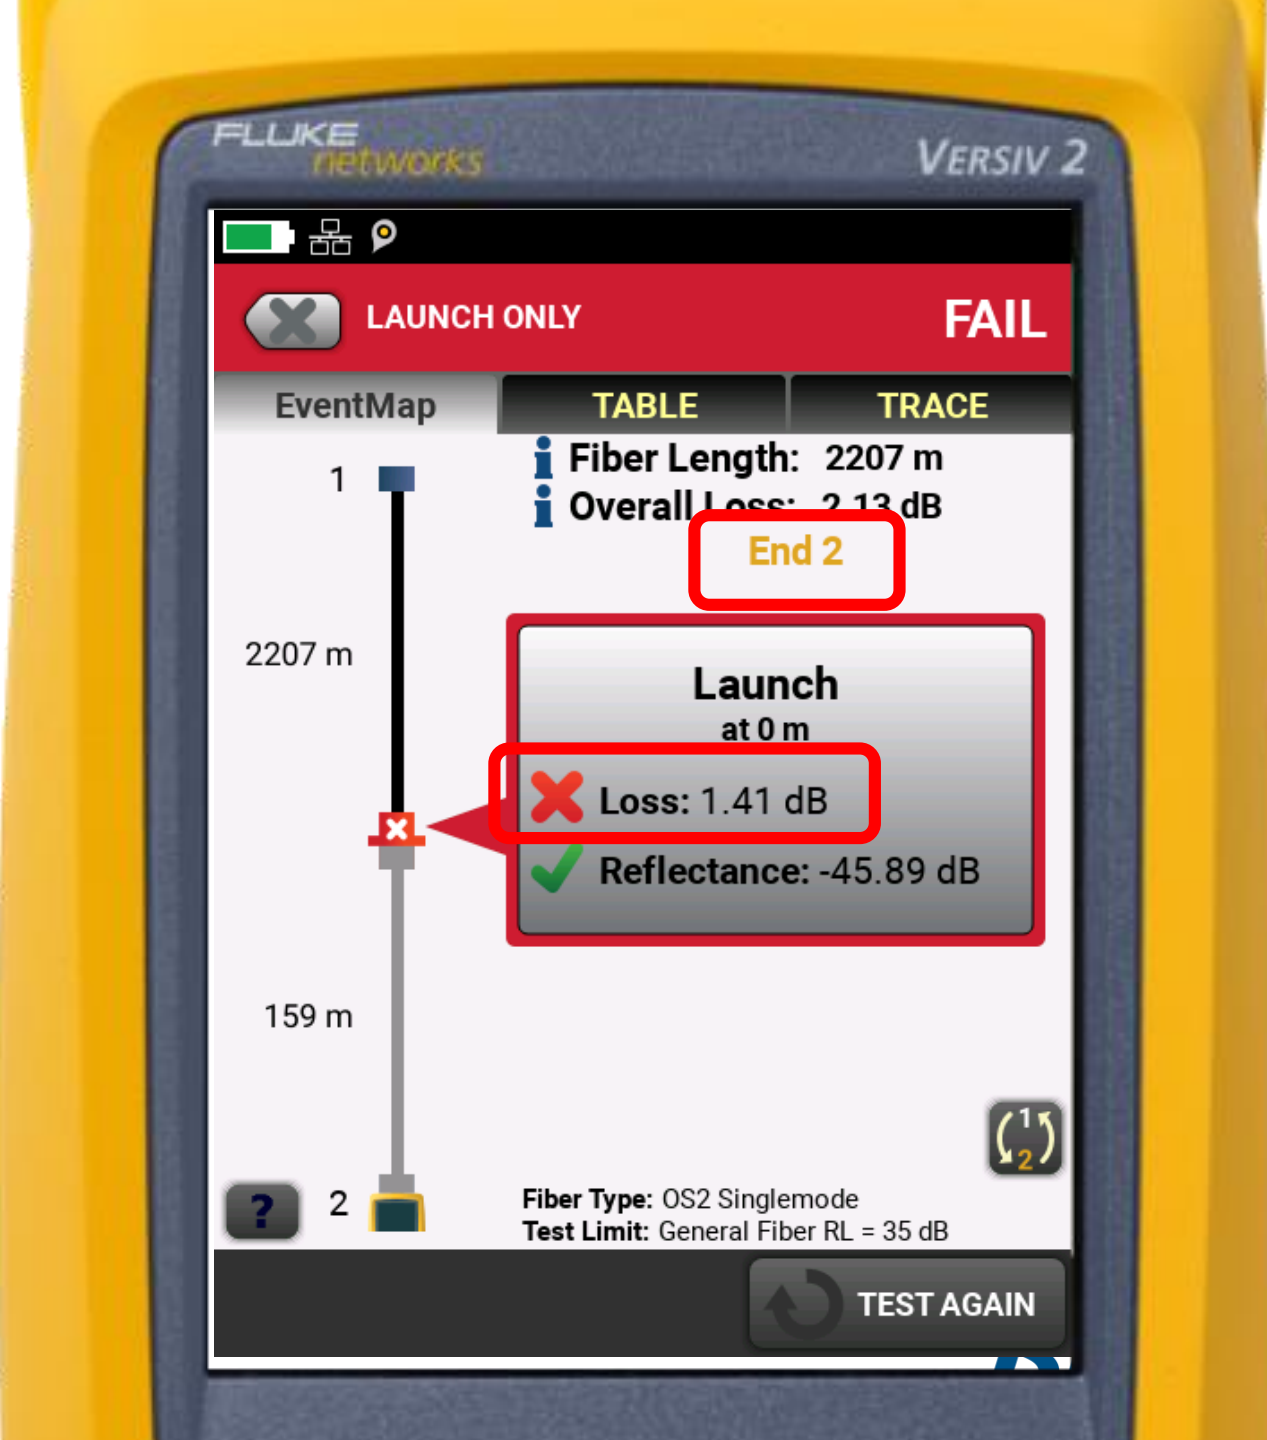 FLUKE
networks
VERSIV 2
LAUNCH ONLY
FAIL
EventMap
TABLE
TRACE
1
i Fiber Length: 2207 m
i Overall Loss: 2.13 dB
End 2
2207 m
Launch
at 0 m
Loss: 1.41 dB
Reflectance: -45.89 dB
159 m
1
2
?
2
Fiber Type: OS2 Singlemode
Test Limit: General Fiber RL = 35 dB
TEST AGAIN